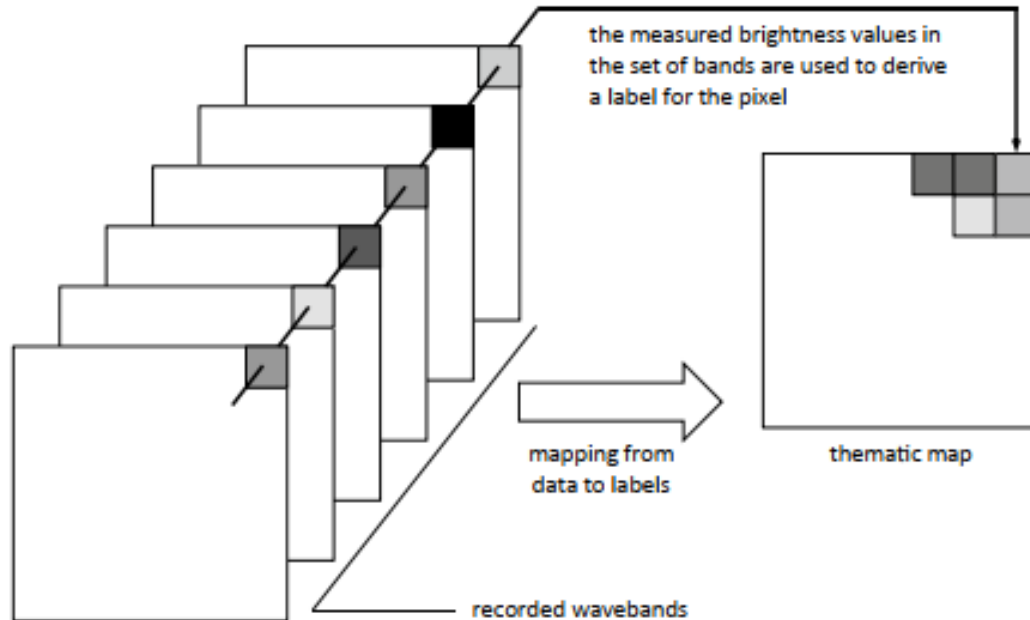 the measured brightness values in
the set of bands are used to derive
a label for the pixel
mapping from
data to labels
thematic map
recorded wavebands